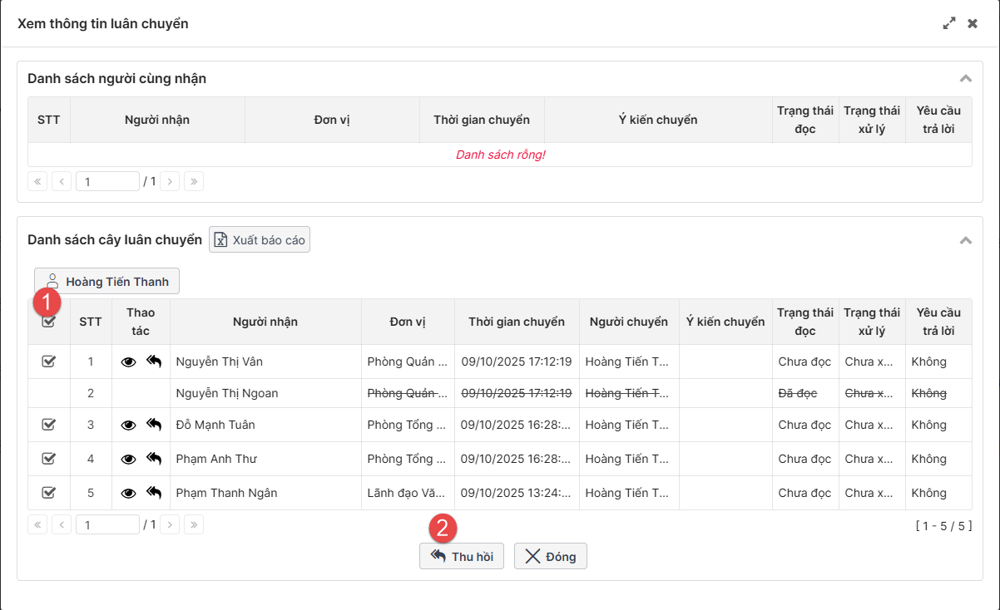 Xem thông tin luân chuyển
Danh sách người cùng nhận
STT Người nhận Đơn vị Thời gian chuyển Ý kiến chuyển Trạng thái đọc Trạng thái xử lý Yêu cầu trả lời
Danh sách rỗng!
« ‹ 1 / 1 › »
Danh sách cây luân chuyển Xuất báo cáo
Hoàng Tiến Thanh
1
STT Thao tác Người nhận Đơn vị Thời gian chuyển Người chuyển Ý kiến chuyển Trạng thái đọc Trạng thái xử lý Yêu cầu trả lời
1 Nguyễn Thị Vân Phòng Quản ... 09/10/2025 17:12:19 Hoàng Tiến T... Chưa đọc Chưa x... Không
2 Nguyễn Thị Ngoan Phòng Quản ... 09/10/2025 17:12:19 Hoàng Tiến T... Đã đọc Chưa x... Không
3 Đỗ Mạnh Tuân Phòng Tổng ... 09/10/2025 16:28:... Hoàng Tiến T... Chưa đọc Chưa x... Không
4 Phạm Anh Thư Phòng Tổng ... 09/10/2025 16:28:... Hoàng Tiến T... Chưa đọc Chưa x... Không
5 Phạm Thanh Ngân Lãnh đạo Vă... 09/10/2025 13:24:... Hoàng Tiến T... Chưa đọc Chưa x... Không
« ‹ 1 / 1 › » [ 1 - 5 / 5 ]
2
Thu hồi Đóng